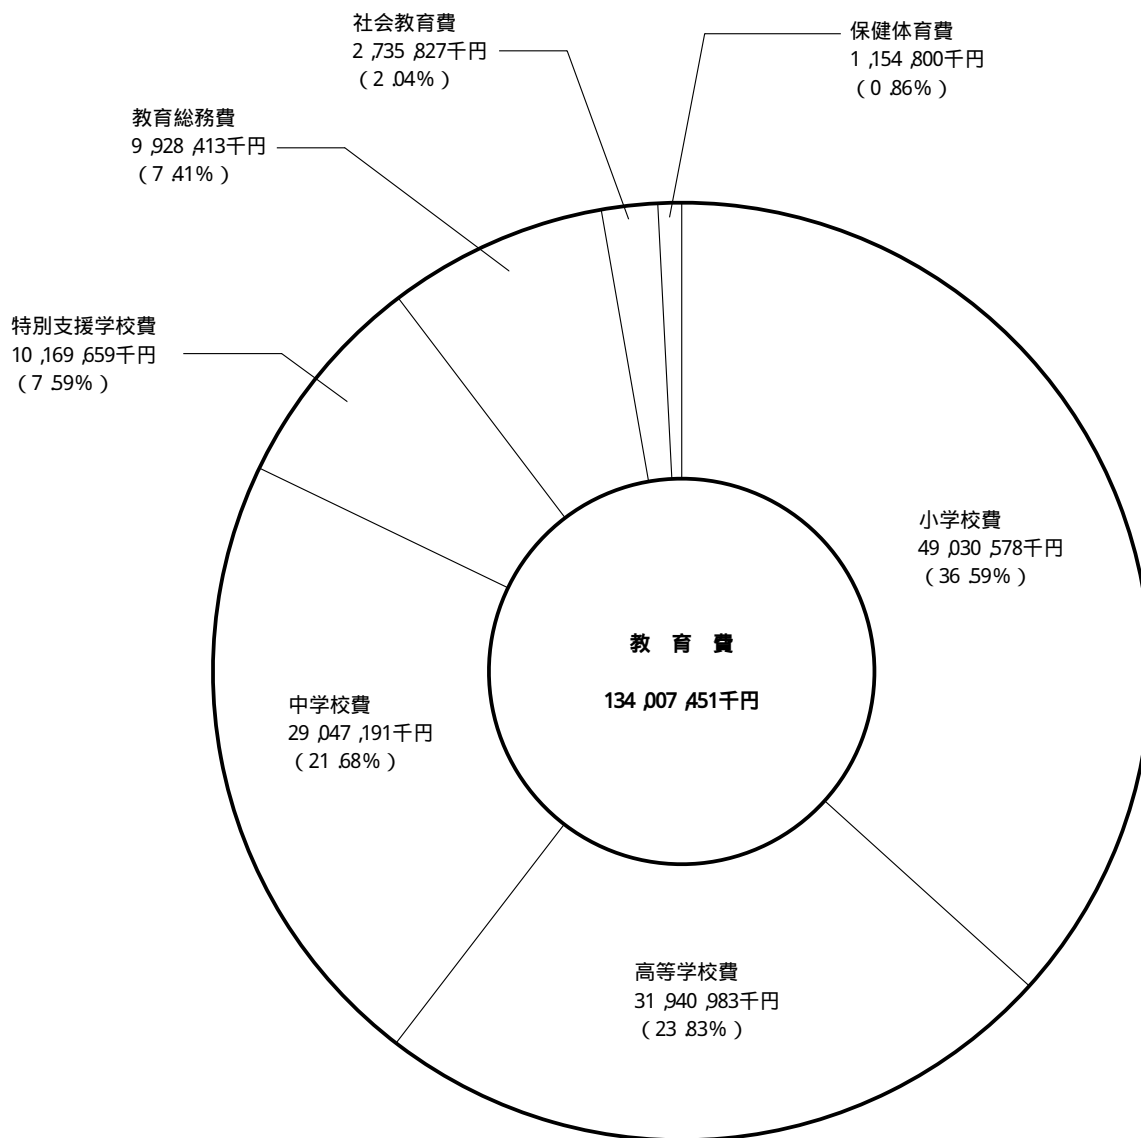 社会教育費
2,735,827千円
(2.04%)
保健体育費
1,154,800千円
(0.86%)
教育総務費
9,928,413千円
(7.41%)
特別支援学校費
10,169,659千円
(7.59%)
小学校費
49,030,578千円
(36.59%)
教 育 費
134,007,451千円
中学校費
29,047,191千円
(21.68%)
高等学校費
31,940,983千円
(23.83%)